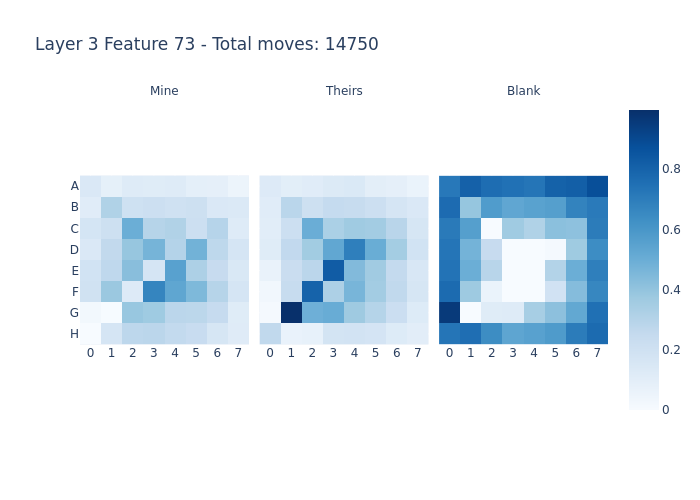 Layer 3 Feature 73 - Total moves: 14750
Mine Theirs Blank
A
B
C
D
E
F
G
H
0 1 2 3 4 5 6 7 0 1 2 3 4 5 6 7 0 1 2 3 4 5 6 7
0.8
0.6
0.4
0.2
0